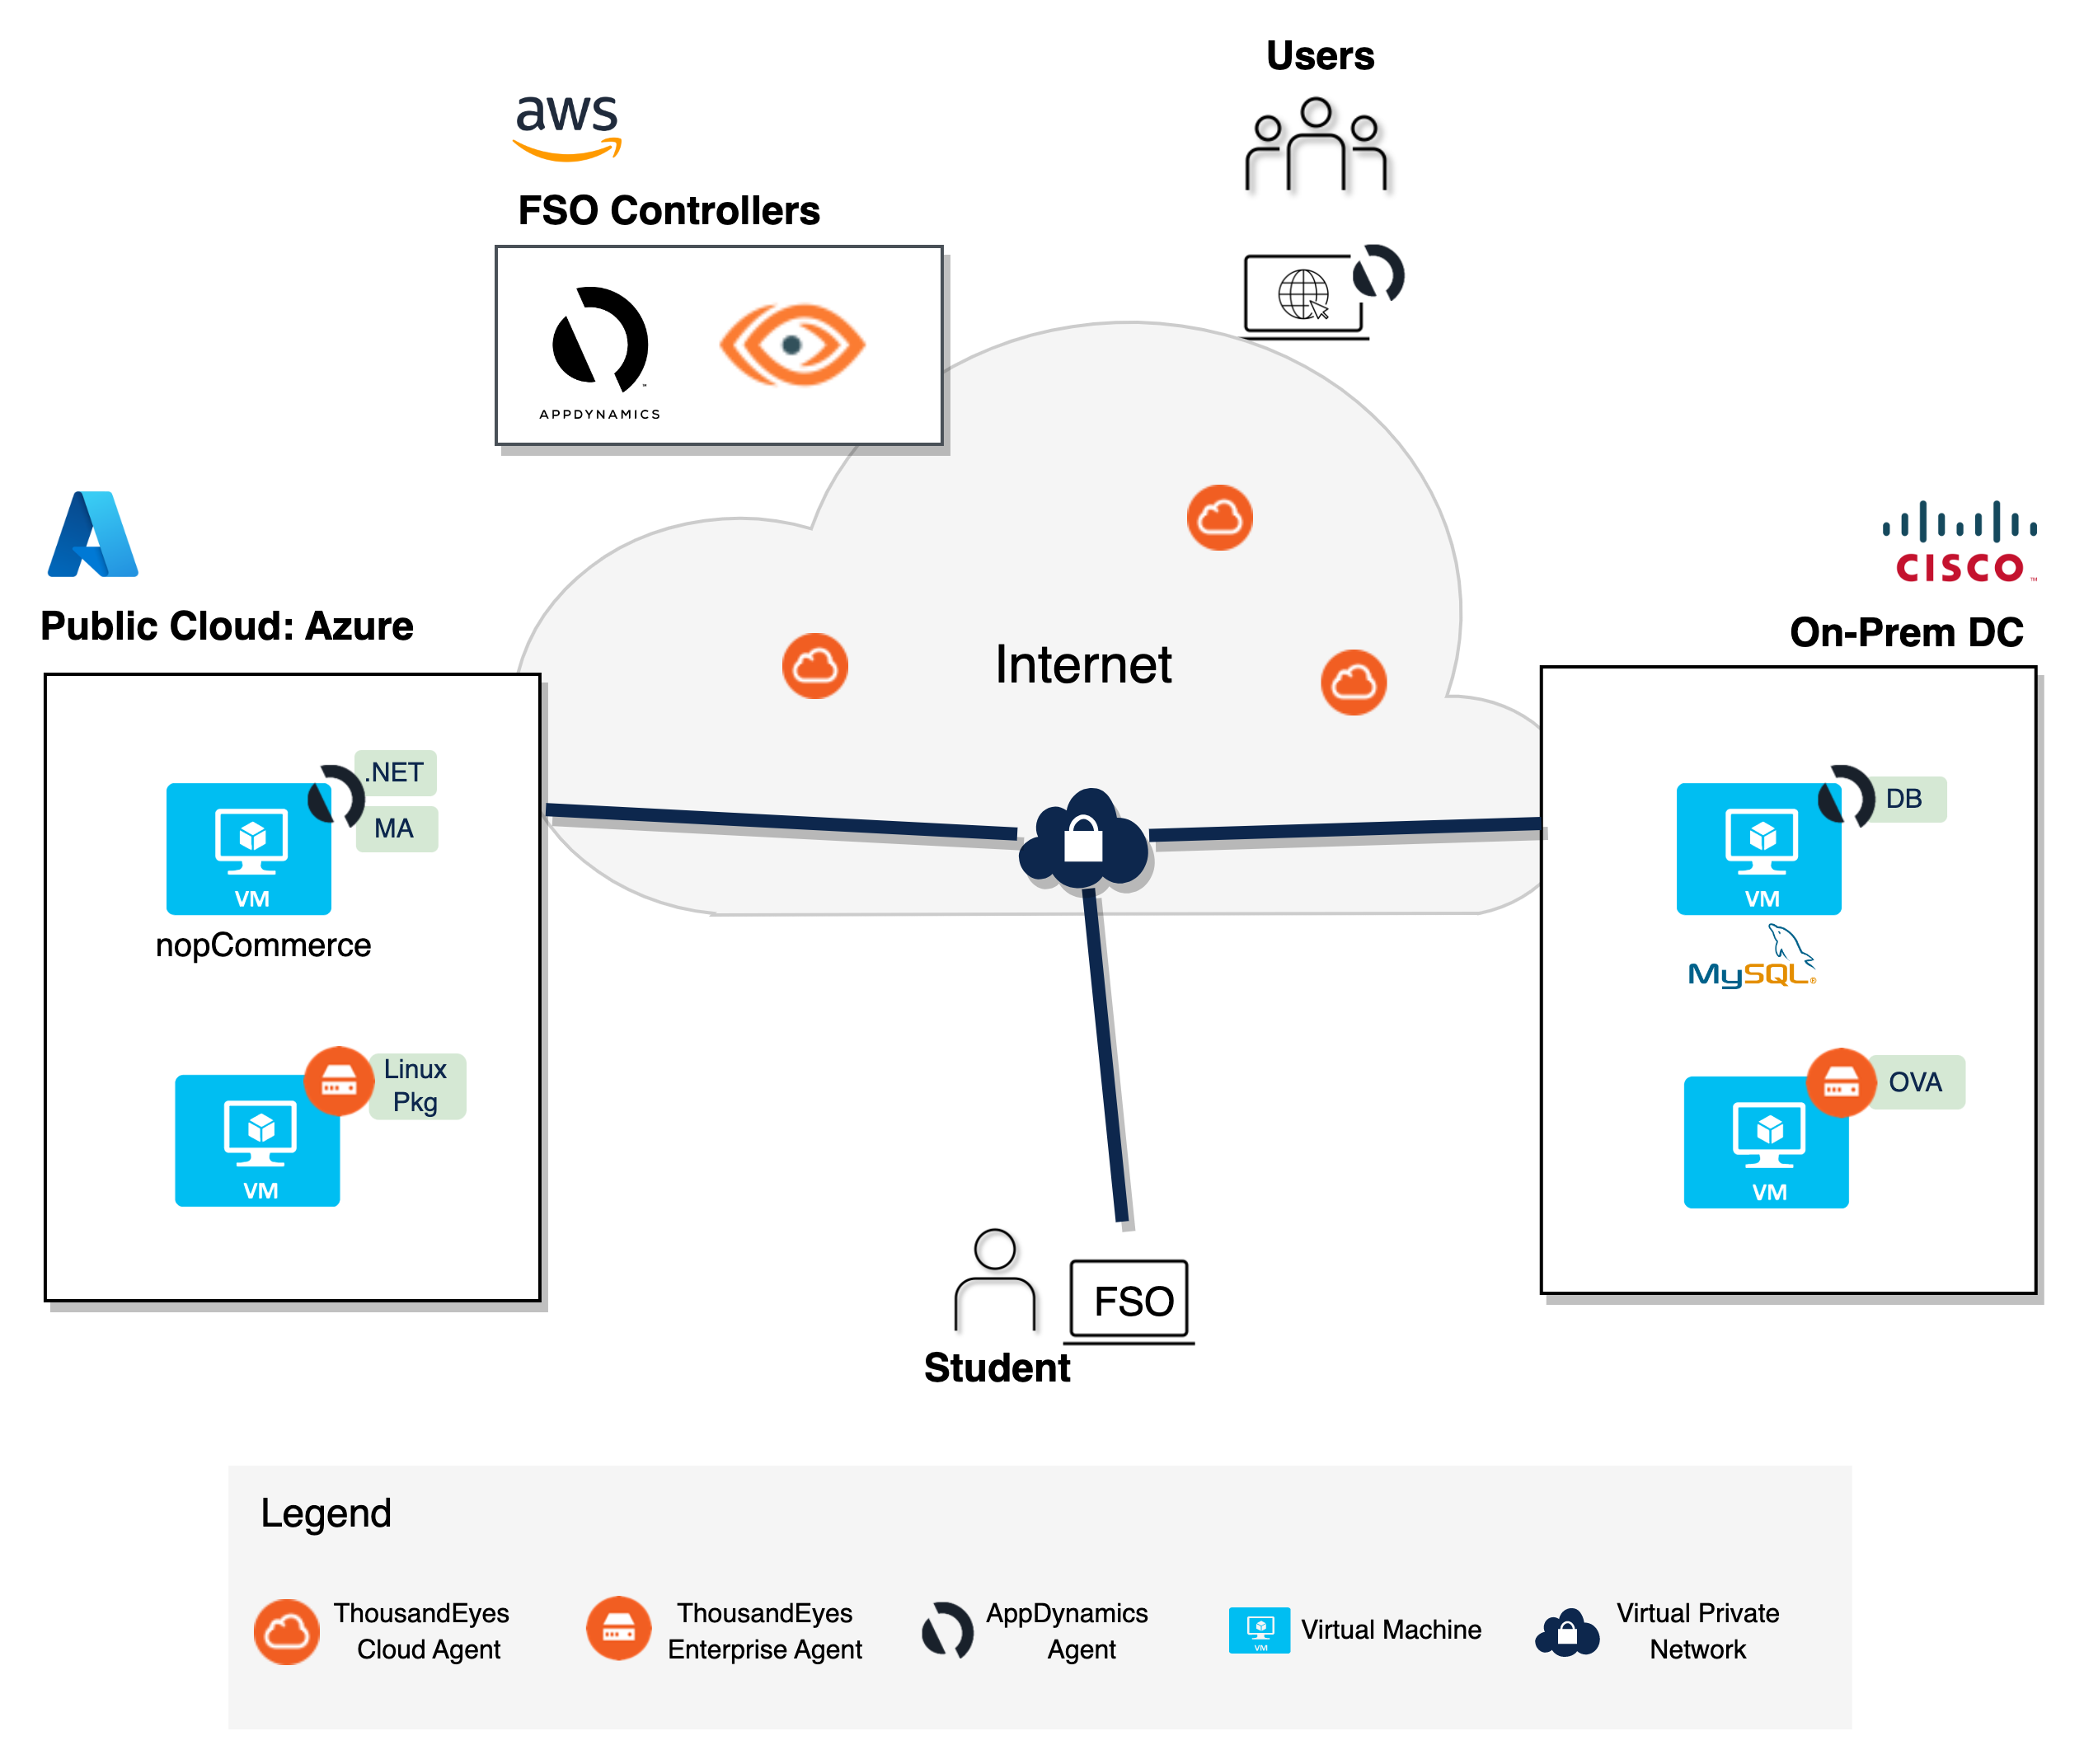 Users
aws
FSO Controllers
APPDYNAMICS
™
CISCO
™
Public Cloud: Azure
On-Prem DC
Internet
.NET
MA
VM
nopCommerce
DB
VM
MySQL®
Linux
Pkg
VM
OVA
VM
FSO
Student
Legend
ThousandEyes
Cloud Agent
ThousandEyes
Enterprise Agent
AppDynamics
Agent
VM
Virtual Machine
Virtual Private
Network